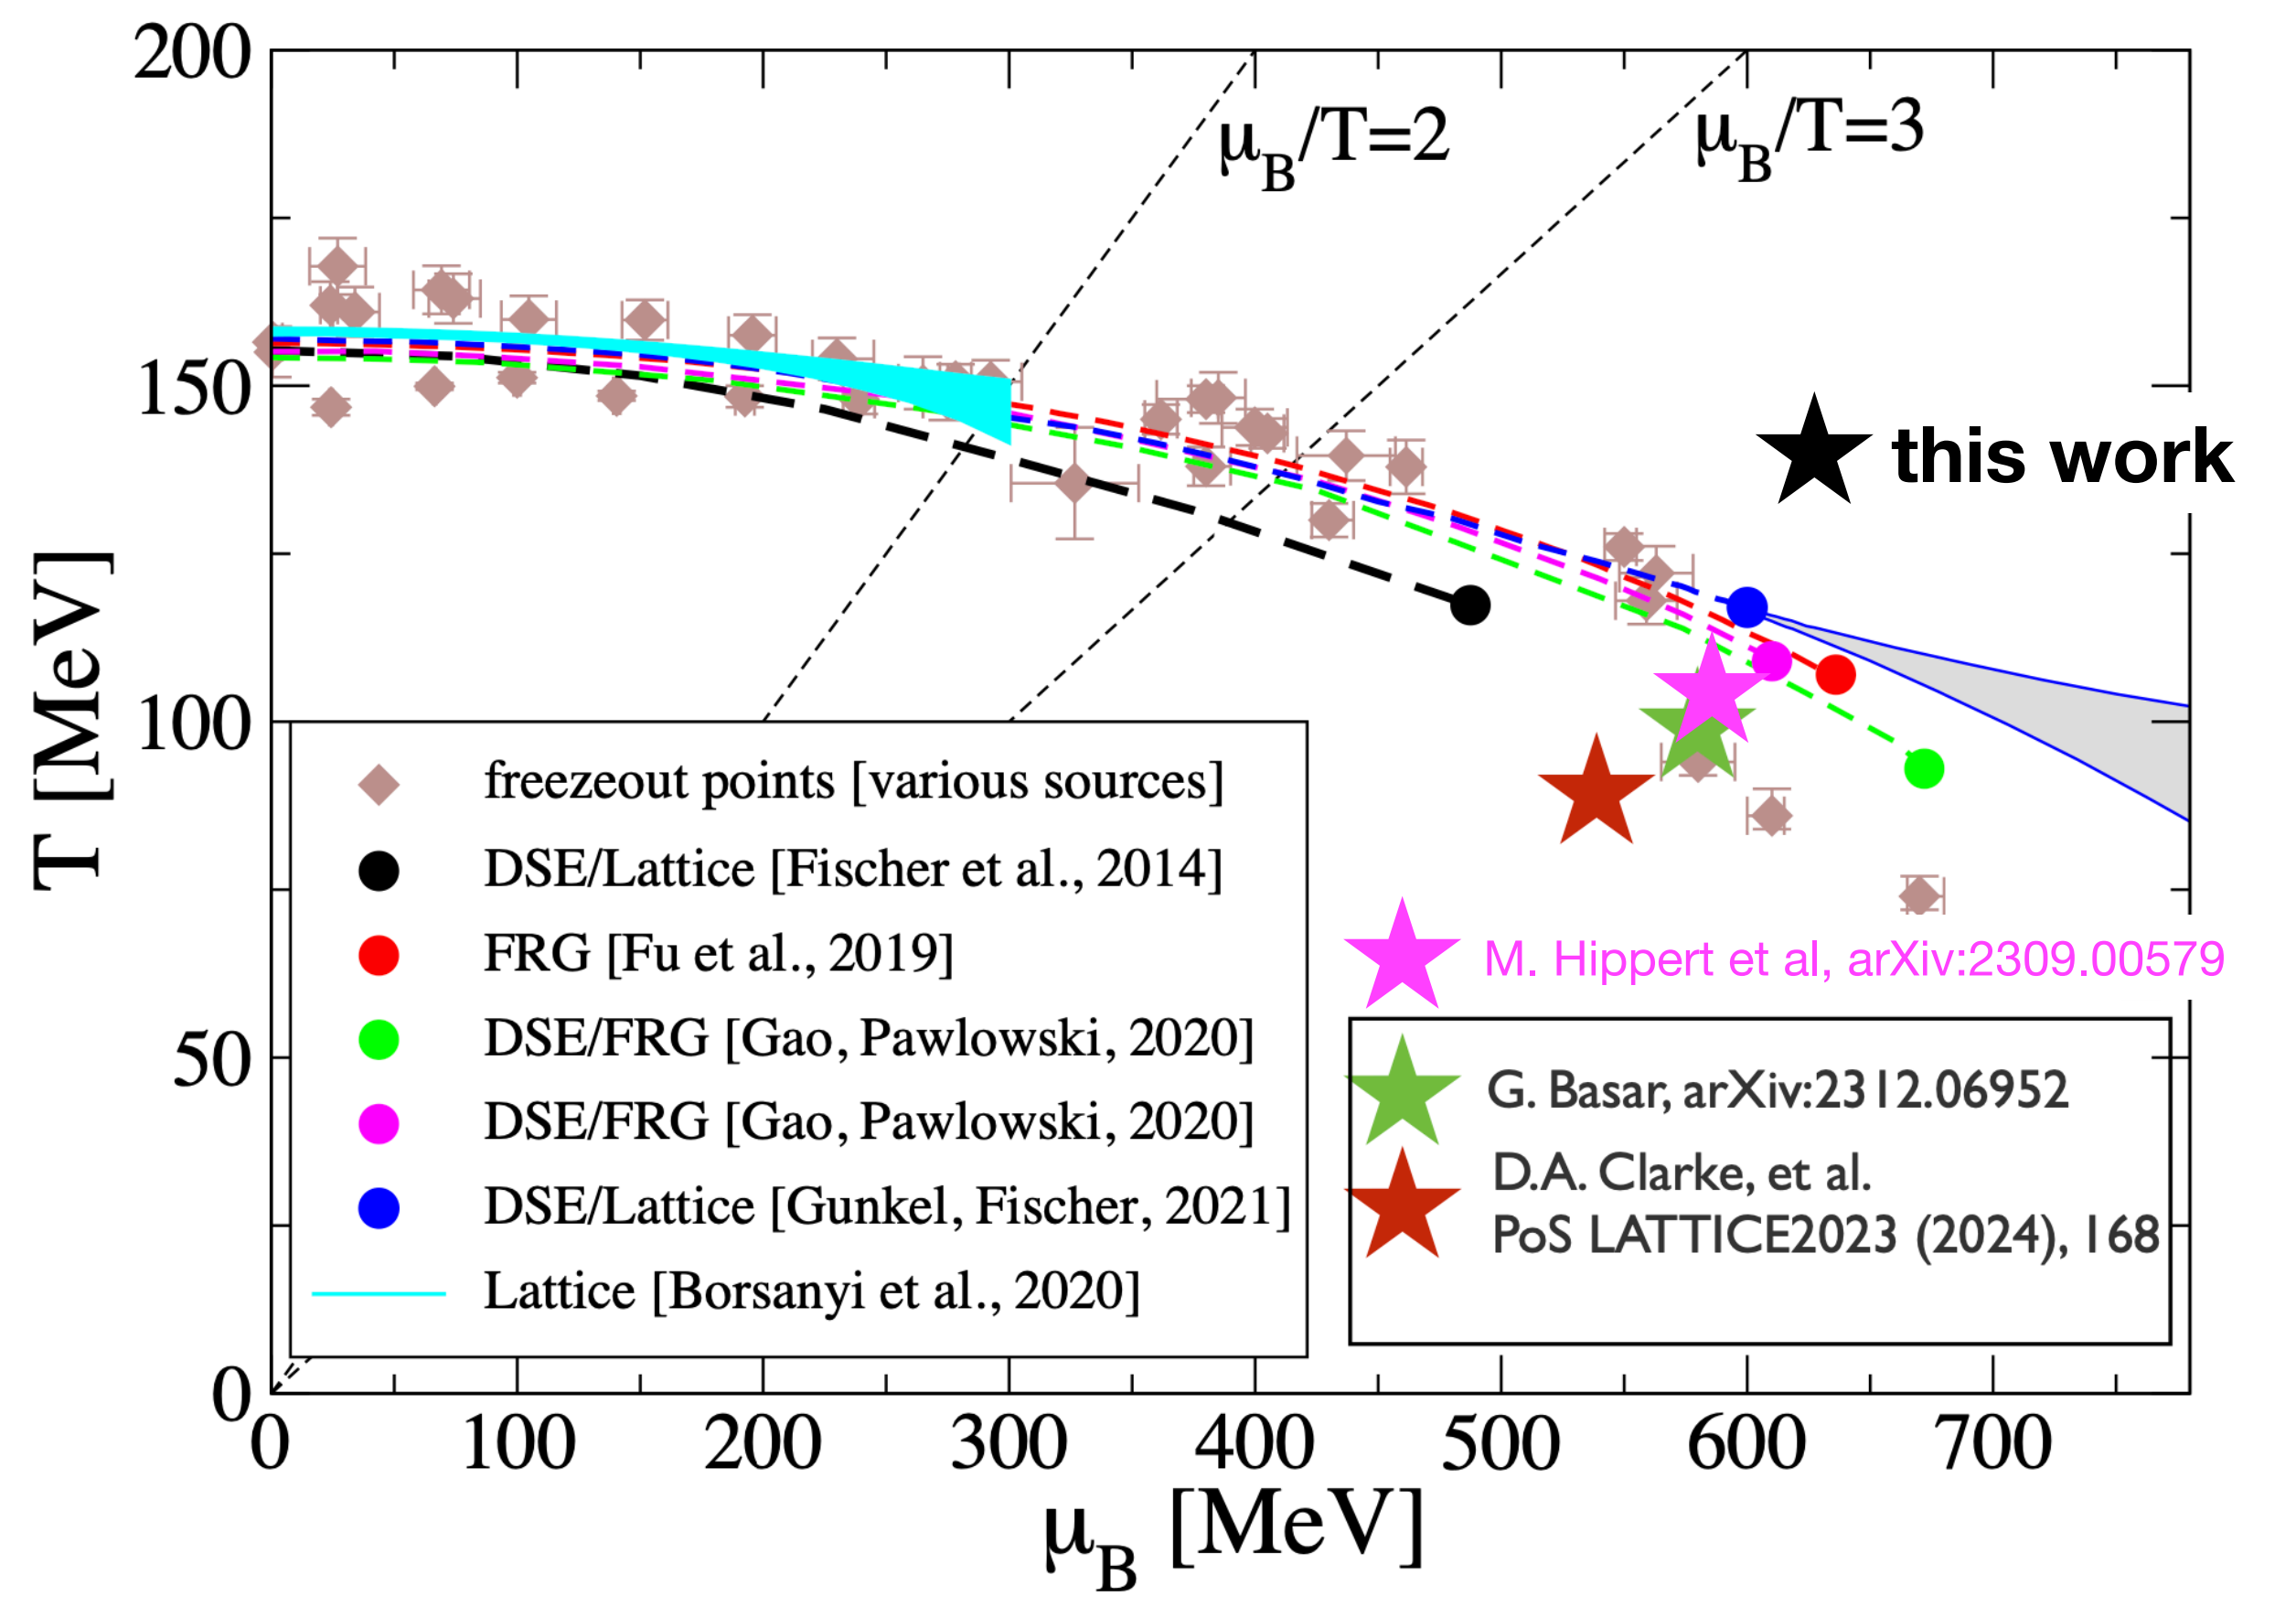 200
150
100
50
0
T [MeV]
μB/T=2
μB/T=3
this work
freezeout points [various sources]
DSE/Lattice [Fischer et al., 2014]
FRG [Fu et al., 2019]
DSE/FRG [Gao, Pawlowski, 2020]
DSE/FRG [Gao, Pawlowski, 2020]
DSE/Lattice [Gunkel, Fischer, 2021]
Lattice [Borsanyi et al., 2020]
M. Hippert et al, arXiv:2309.00579
G. Basar, arXiv:2312.06952
D.A. Clarke, et al.
PoS LATTICE2023 (2024), 168
0 100 200 300 400 500 600 700
μB [MeV]